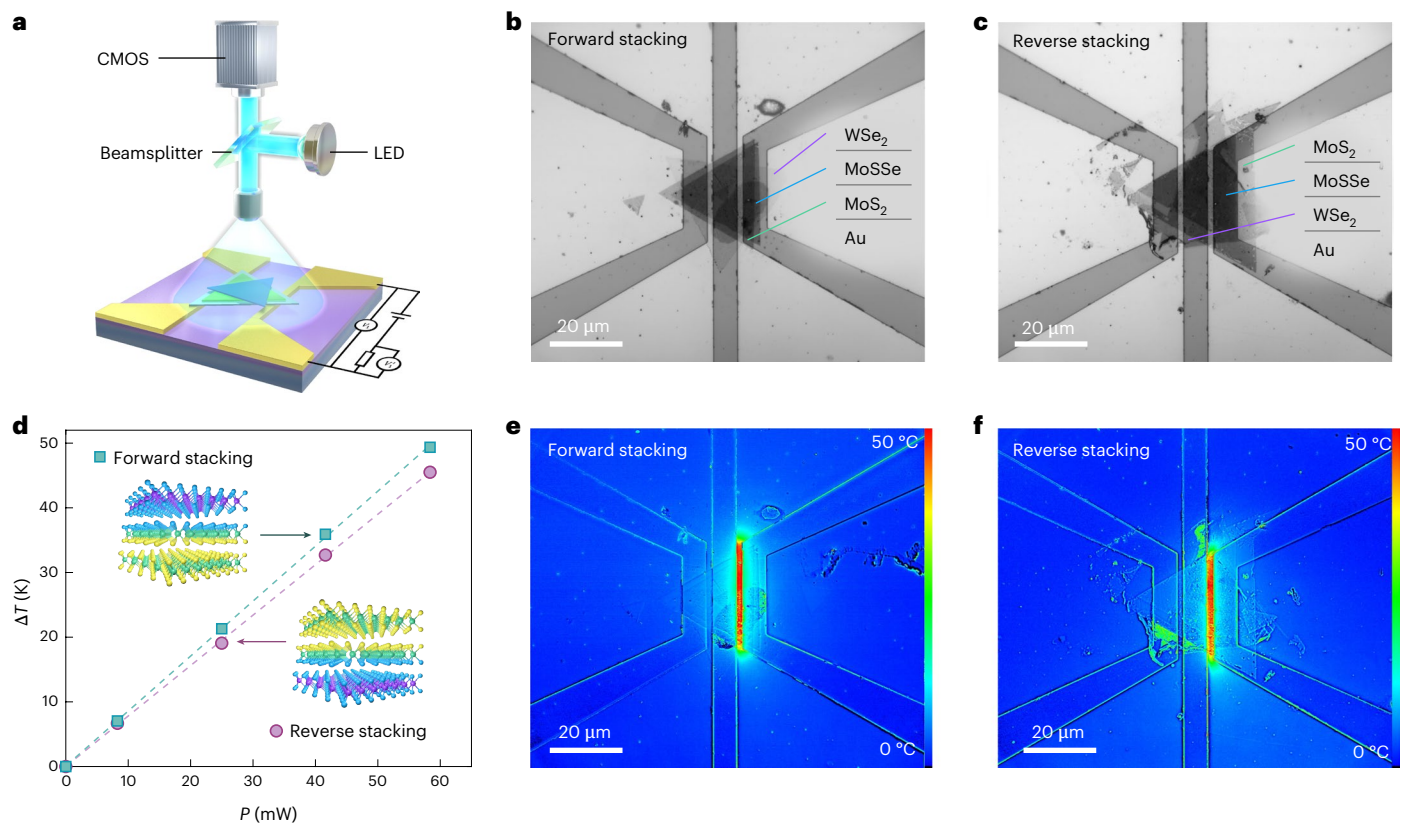 a
CMOS
Beamsplitter
LED
b
Forward stacking
WSe2
MoSSe
MoS2
Au
20 μm
c
Reverse stacking
MoS2
MoSSe
WSe2
Au
20 μm
d
50
40
30
20
10
0
ΔT (K)
Forward stacking
Reverse stacking
0 10 20 30 40 50 60
P (mW)
e
Forward stacking
50 °C
20 μm
0 °C
f
Reverse stacking
50 °C
20 μm
0 °C